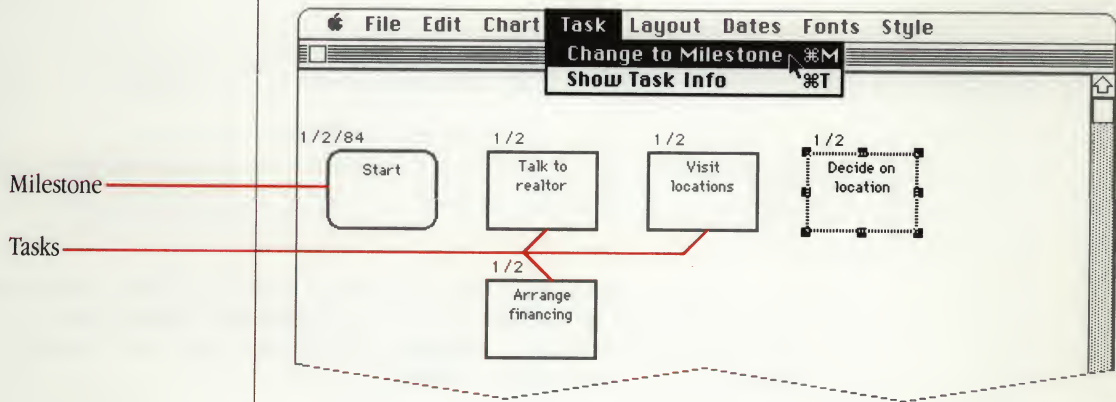 File Edit Chart Task Layout Dates Fonts Style
Change to Milestone ⌘M
Show Task Info ⌘T
1/2/84 1/2 1/2 1/2
Start
Talk to
realtor
Visit
locations
Decide on
location
Milestone
Tasks
1/2
Arrange
financing